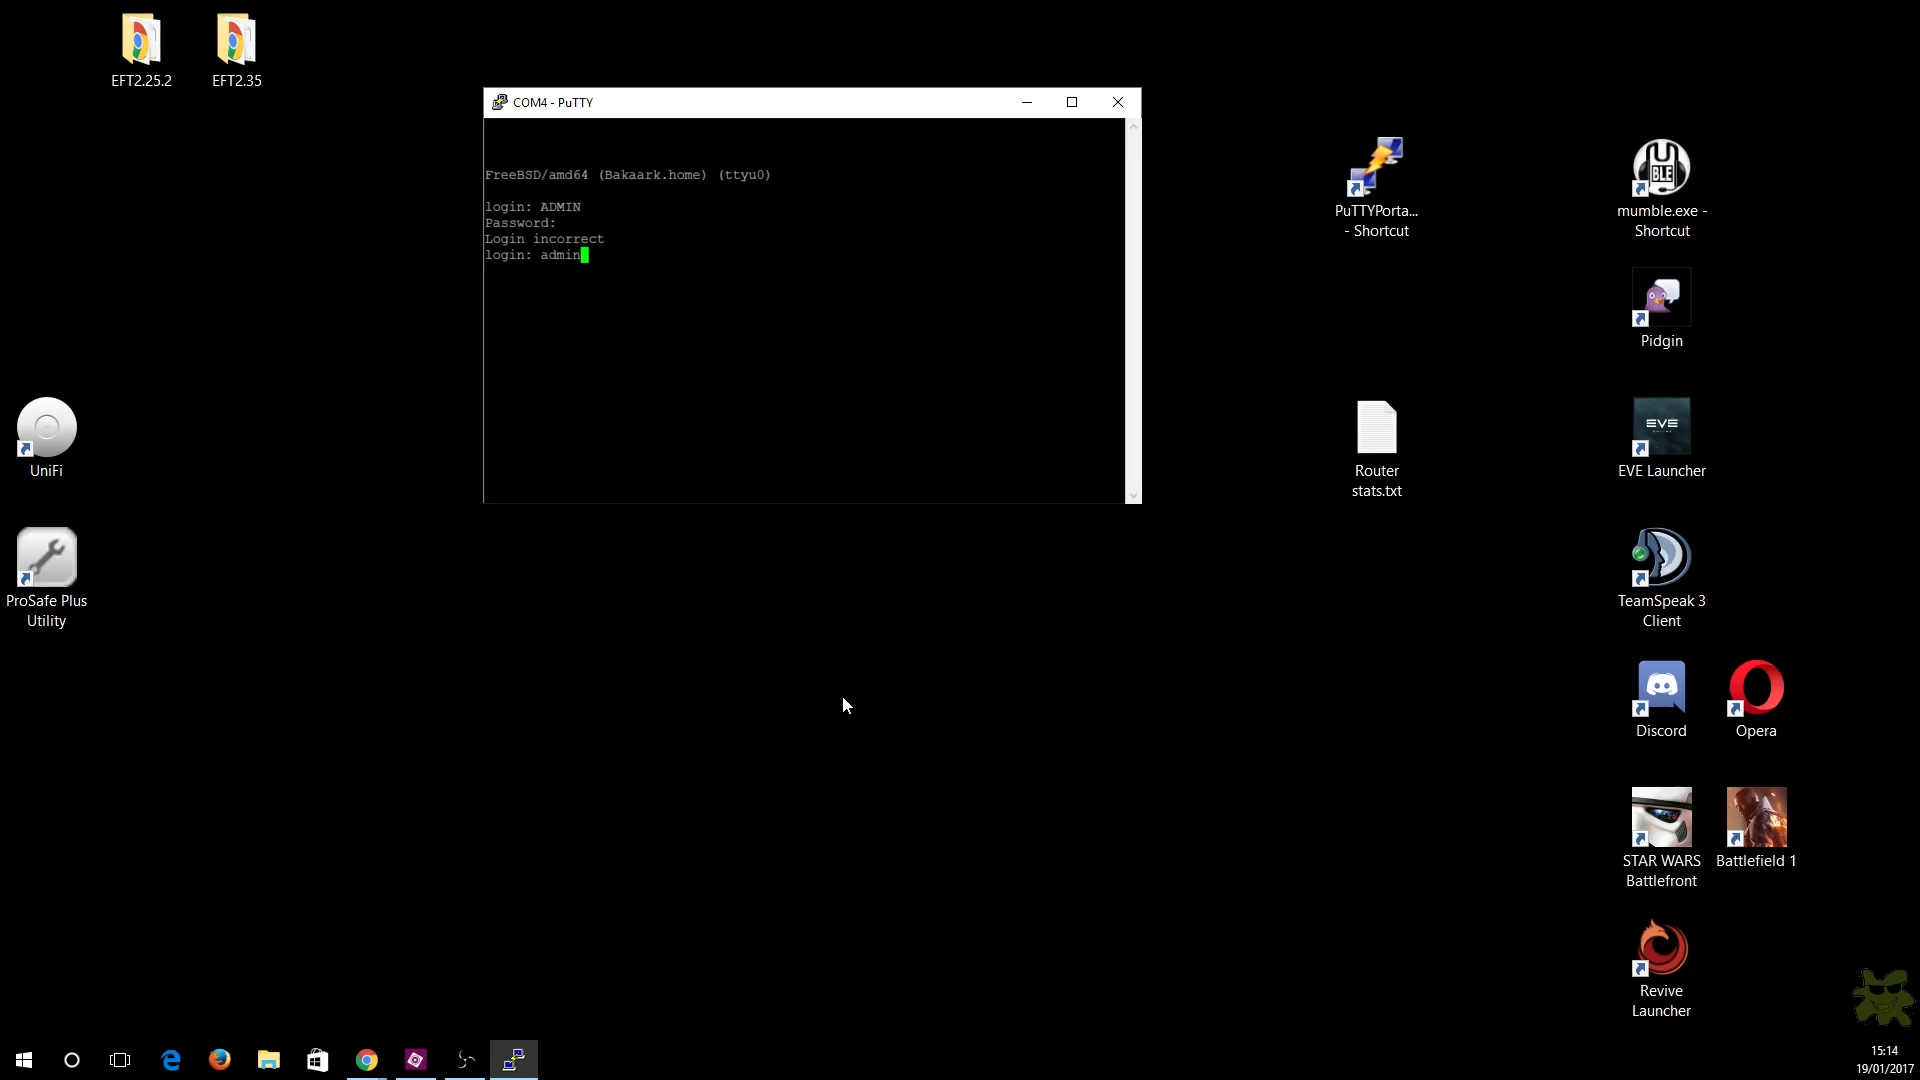 EFT2.25.2
EFT2.35
COM4 - PuTTY
FreeBSD/amd64 (Bakaark.home) (ttyu0)
login: ADMIN
Password:
Login incorrect
login: admin
PuTTYPorta...
- Shortcut
BLE
mumble.exe -
Shortcut
Pidgin
UniFi
Router
stats.txt
EVE
EVE Launcher
ProSafe Plus
Utility
TeamSpeak 3
Client
Discord
Opera
STAR WARS
Battlefront
Battlefield 1
Revive
Launcher
15:14
19/01/2017